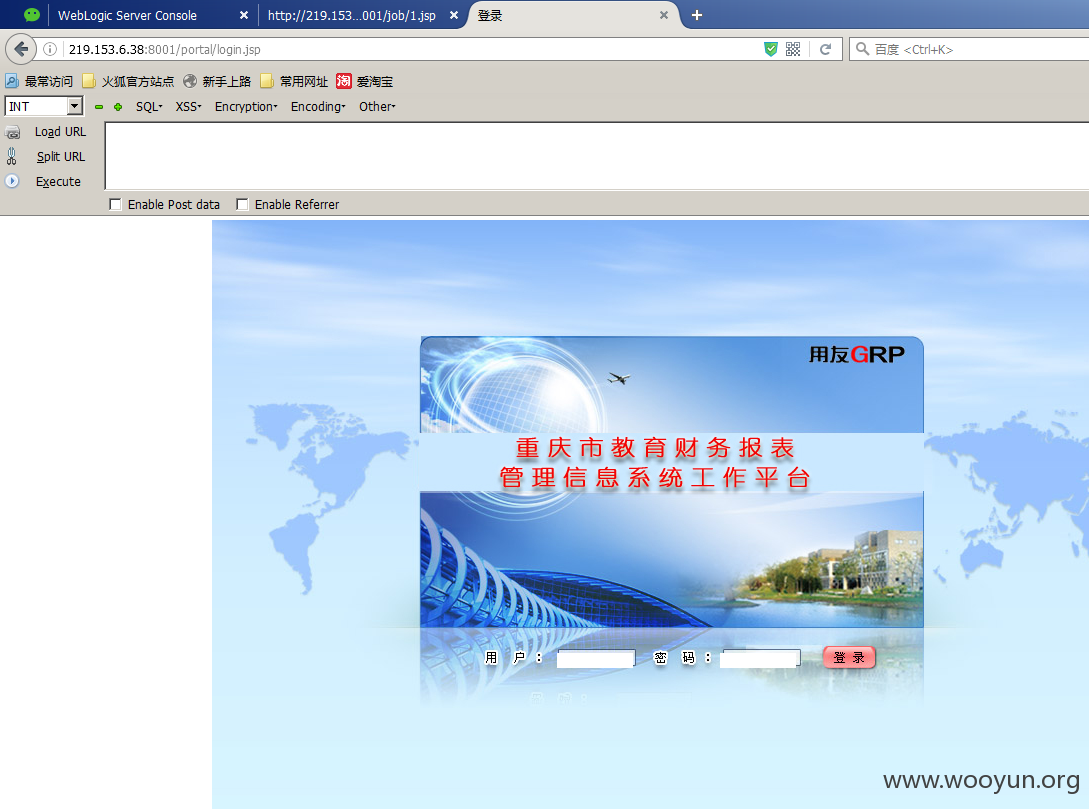 WebLogic Server Console
http://219.153...001/job/1.jsp
登录
219.153.6.38:8001/portal/login.jsp
百度 <Ctrl+K>
最常访问 火狐官方站点 新手上路 常用网址 淘 爱淘宝
INT SQL XSS Encryption Encoding Other
Load URL
Split URL
Execute
Enable Post data Enable Referrer
用友GRP
重庆市教育财务报表
管理信息系统工作平台
用 户： 密 码： 登 录
www.wooyun.org